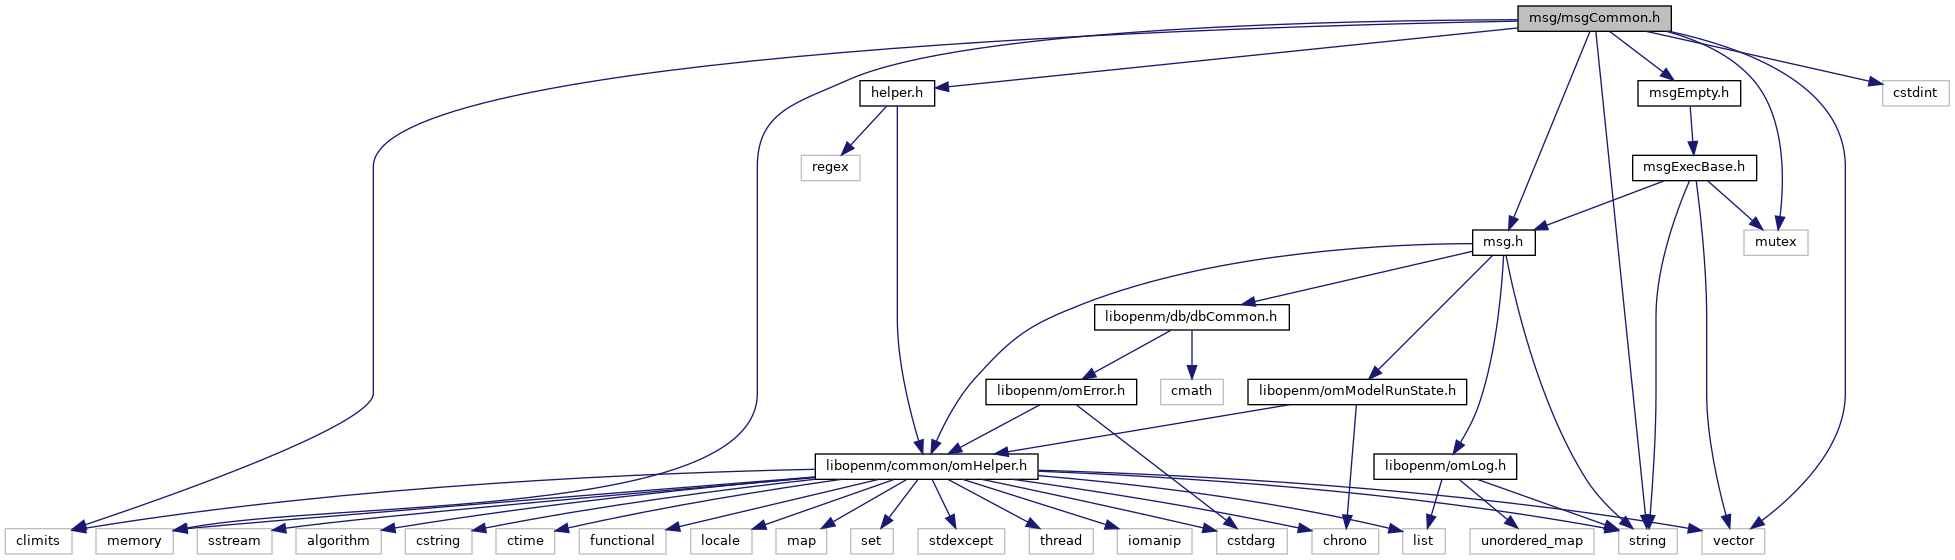 msg/msgCommon.h
helper.h
msgEmpty.h
cstdint
regex
msgExecBase.h
msg.h
mutex
libopenm/db/dbCommon.h
libopenm/omError.h
cmath
libopenm/omModelRunState.h
libopenm/common/omHelper.h
libopenm/omLog.h
climits
memory
sstream
algorithm
cstring
ctime
functional
locale
map
set
stdexcept
thread
iomanip
cstdarg
chrono
list
unordered_map
string
vector